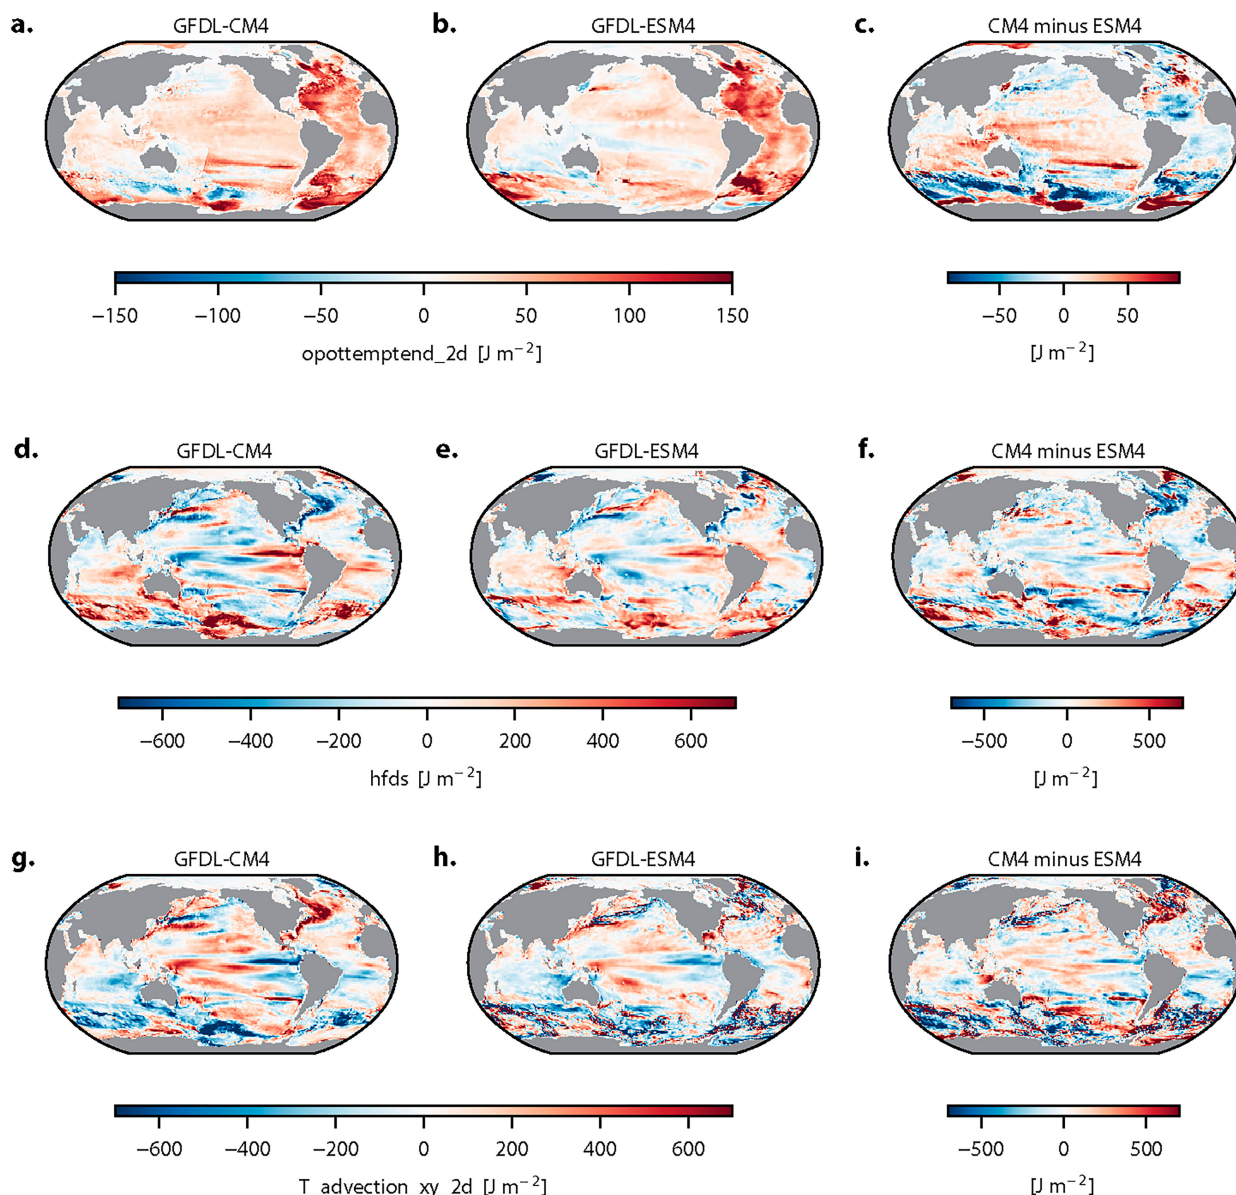 a. GFDL-CM4 b. GFDL-ESM4 c. CM4 minus ESM4
−150 −100 −50 0 50 100 150 −50 0 50
opottemptend_2d [J m−2] [J m−2]
d. GFDL-CM4 e. GFDL-ESM4 f. CM4 minus ESM4
−600 −400 −200 0 200 400 600 −500 0 500
hfds [J m−2] [J m−2]
g. GFDL-CM4 h. GFDL-ESM4 i. CM4 minus ESM4
−600 −400 −200 0 200 400 600 −500 0 500
T advection xy 2d [J m−2] [J m−2]